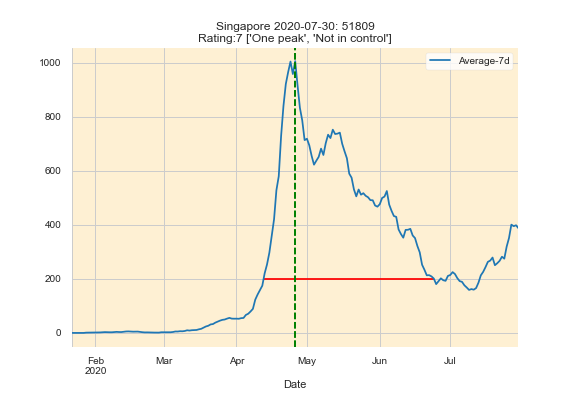 Singapore 2020-07-30: 51809
Rating:7 ['One peak', 'Not in control']
Average-7d
1000
800
600
400
200
0
Feb Mar Apr May Jun Jul
2020
Date